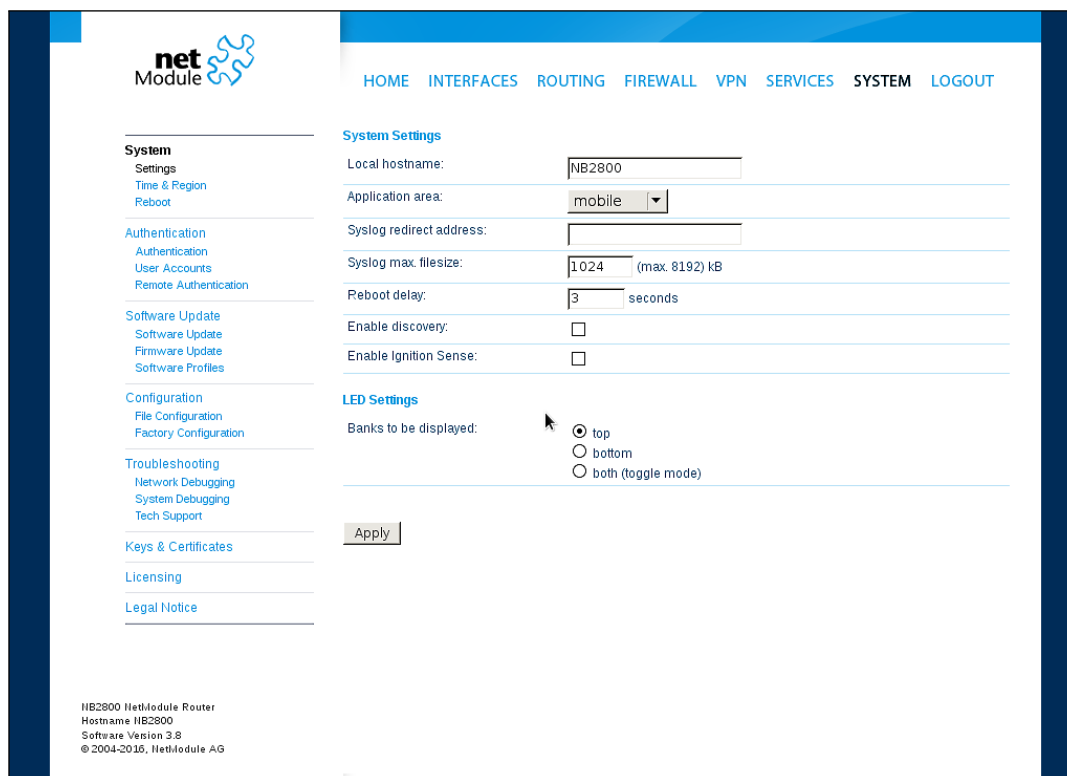 net
Module
HOME INTERFACES ROUTING FIREWALL VPN SERVICES SYSTEM LOGOUT
System
Settings
Time & Region
Reboot
Authentication
Authentication
User Accounts
Remote Authentication
Software Update
Software Update
Firmware Update
Software Profiles
Configuration
File Configuration
Factory Configuration
Troubleshooting
Network Debugging
System Debugging
Tech Support
Keys & Certificates
Licensing
Legal Notice
System Settings
Local hostname: NB2800
Application area: mobile
Syslog redirect address:
Syslog max. filesize: 1024 (max. 8192) kB
Reboot delay: 3 seconds
Enable discovery:
Enable Ignition Sense:
LED Settings
Banks to be displayed: top
bottom
both (toggle mode)
Apply
NB2800 NetModule Router
Hostname NB2800
Software Version 3.8
© 2004-2016, NetModule AG